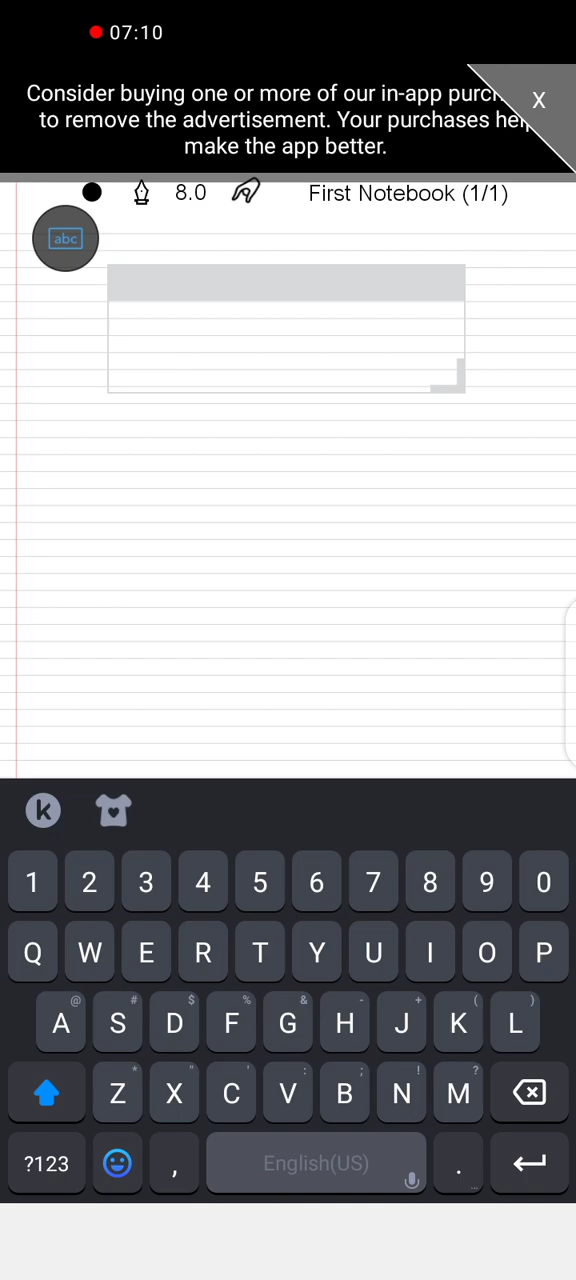 07:10
Consider buying one or more of our in-app purch
to remove the advertisement. Your purchases help
make the app better.
X
8.0 First Notebook (1/1)
abc
k
1 2 3 4 5 6 7 8 9 0
Q W E R T Y U I O P
@ # $ % & - + ( )
A S D F G H J K L
* " ' : ; ! ?
Z X C V B N M
?123 , English(US) . ...